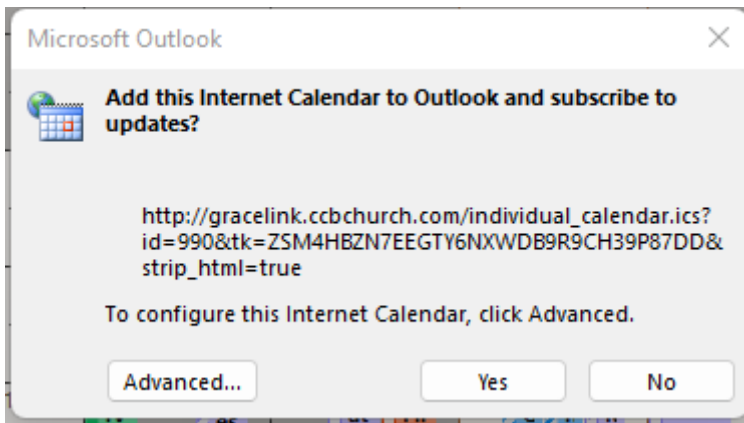 Microsoft Outlook
Add this Internet Calendar to Outlook and subscribe to
updates?
http://gracelink.ccbchurch.com/individual_calendar.ics?
id=990&tk=ZSM4HBZN7EEGTY6NXWDB9R9CH39P87DD&
strip_html=true
To configure this Internet Calendar, click Advanced.
Advanced...
Yes
No